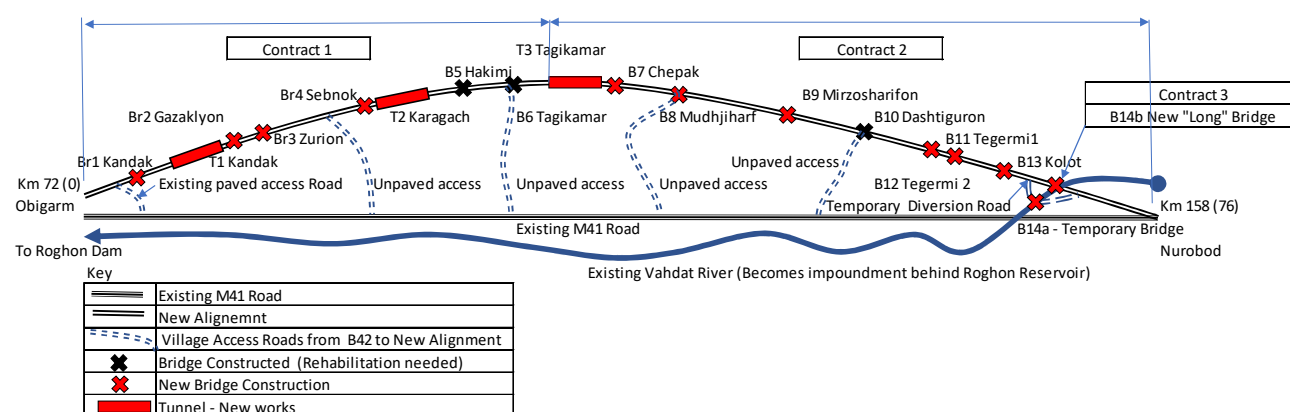 Contract 1
T3 Tagikamar
Contract 2
B5 Hakimi
B7 Chepak
Br4 Sebnok
B9 Mirzosharifon
Contract 3
Br2 Gazaklyon
T2 Karagach
B6 Tagikamar
B8 Mudhjiharf
B10 Dashtiguron
B14b New "Long" Bridge
Br3 Zurion
B11 Tegermi1
Br1 Kandak
T1 Kandak
Unpaved access
B13 Kolot
Km 72 (0)
Existing paved access Road
Unpaved access
Unpaved access
Unpaved access
B12 Tegermi 2
Obigarm
Temporary Diversion Road
Km 158 (76)
Existing M41 Road
B14a - Temporary Bridge
To Roghon Dam
Nurobod
Existing Vahdat River (Becomes impoundment behind Roghon Reservoir)
Key
Existing M41 Road
New Alignemnt
Village Access Roads from B42 to New Alignment
Bridge Constructed (Rehabilitation needed)
New Bridge Construction
Tunnel - New works